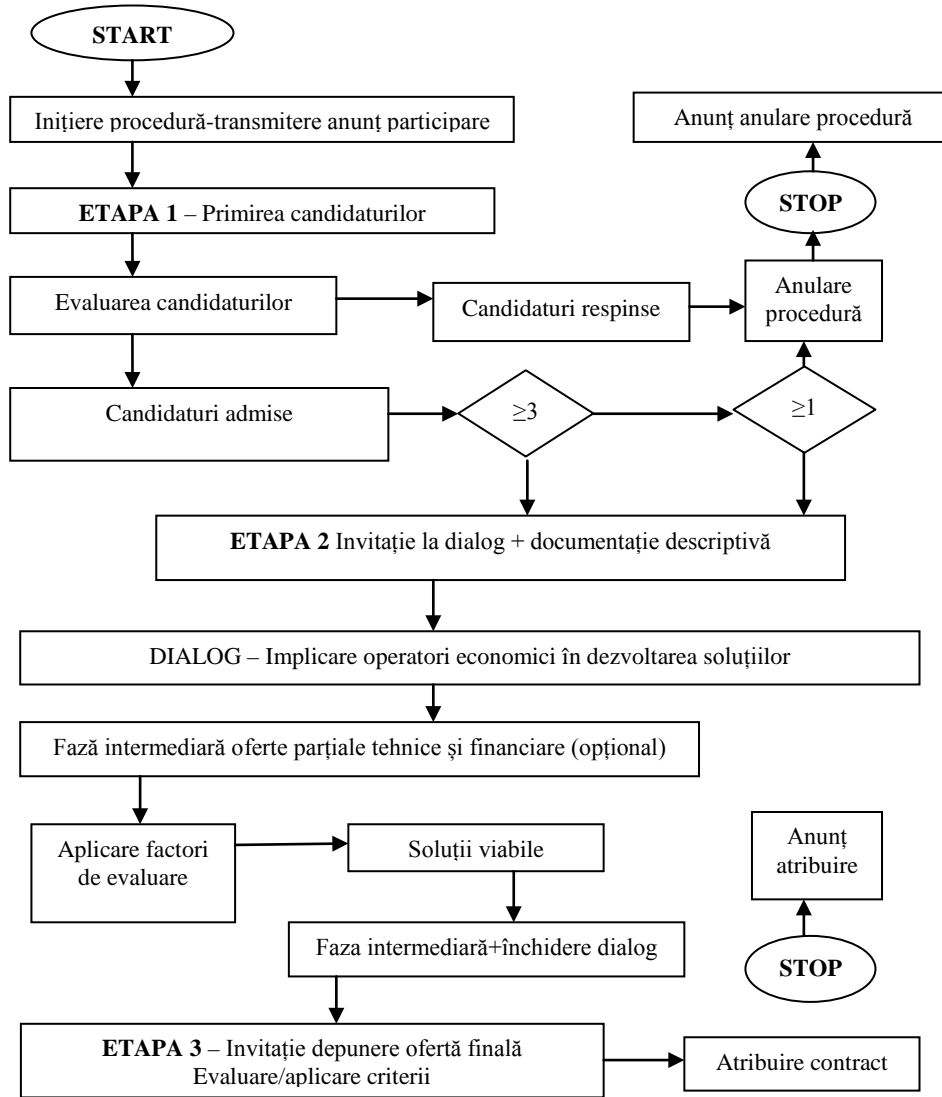 START
Inițiere procedură-transmitere anunț participare
Anunț anulare procedură
ETAPA 1 – Primirea candidaturilor
STOP
Evaluarea candidaturilor
Candidaturi respinse
Anulare
procedură
Candidaturi admise
≥3
≥1
ETAPA 2 Invitație la dialog + documentație descriptivă
DIALOG – Implicare operatori economici în dezvoltarea soluțiilor
Fază intermediară oferte parțiale tehnice și financiare (opțional)
Aplicare factori
de evaluare
Soluții viabile
Anunț
atribuire
Faza intermediară+închidere dialog
STOP
ETAPA 3 – Invitație depunere ofertă finală
Evaluare/aplicare criterii
Atribuire contract